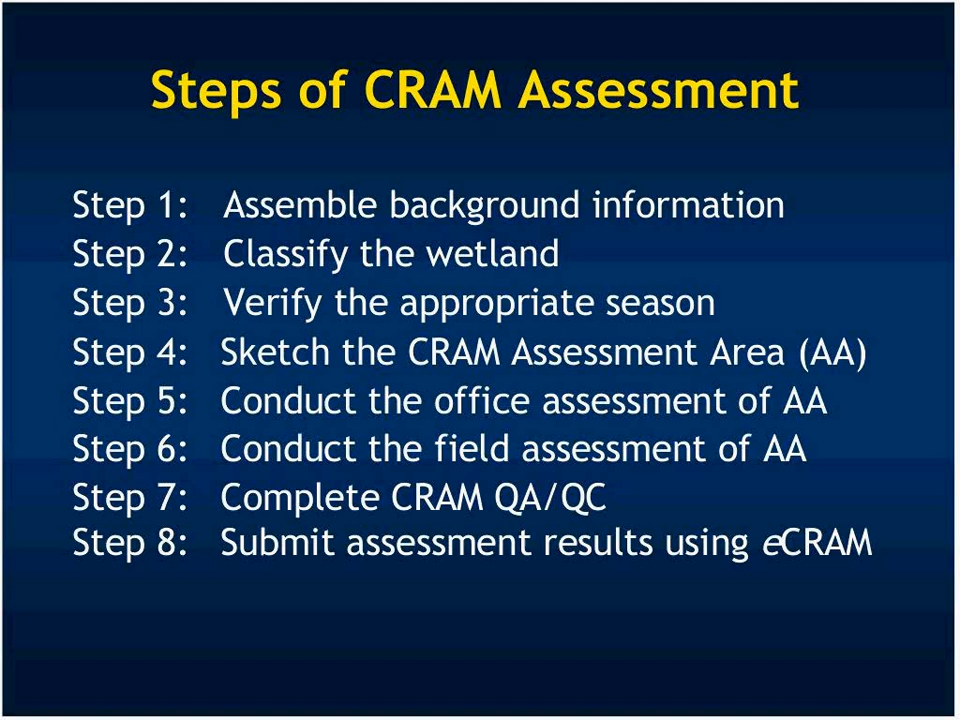 Steps of CRAM Assessment
Step 1: Assemble background information
Step 2: Classify the wetland
Step 3: Verify the appropriate season
Step 4: Sketch the CRAM Assessment Area (AA)
Step 5: Conduct the office assessment of AA
Step 6: Conduct the field assessment of AA
Step 7: Complete CRAM QA/QC
Step 8: Submit assessment results using eCRAM